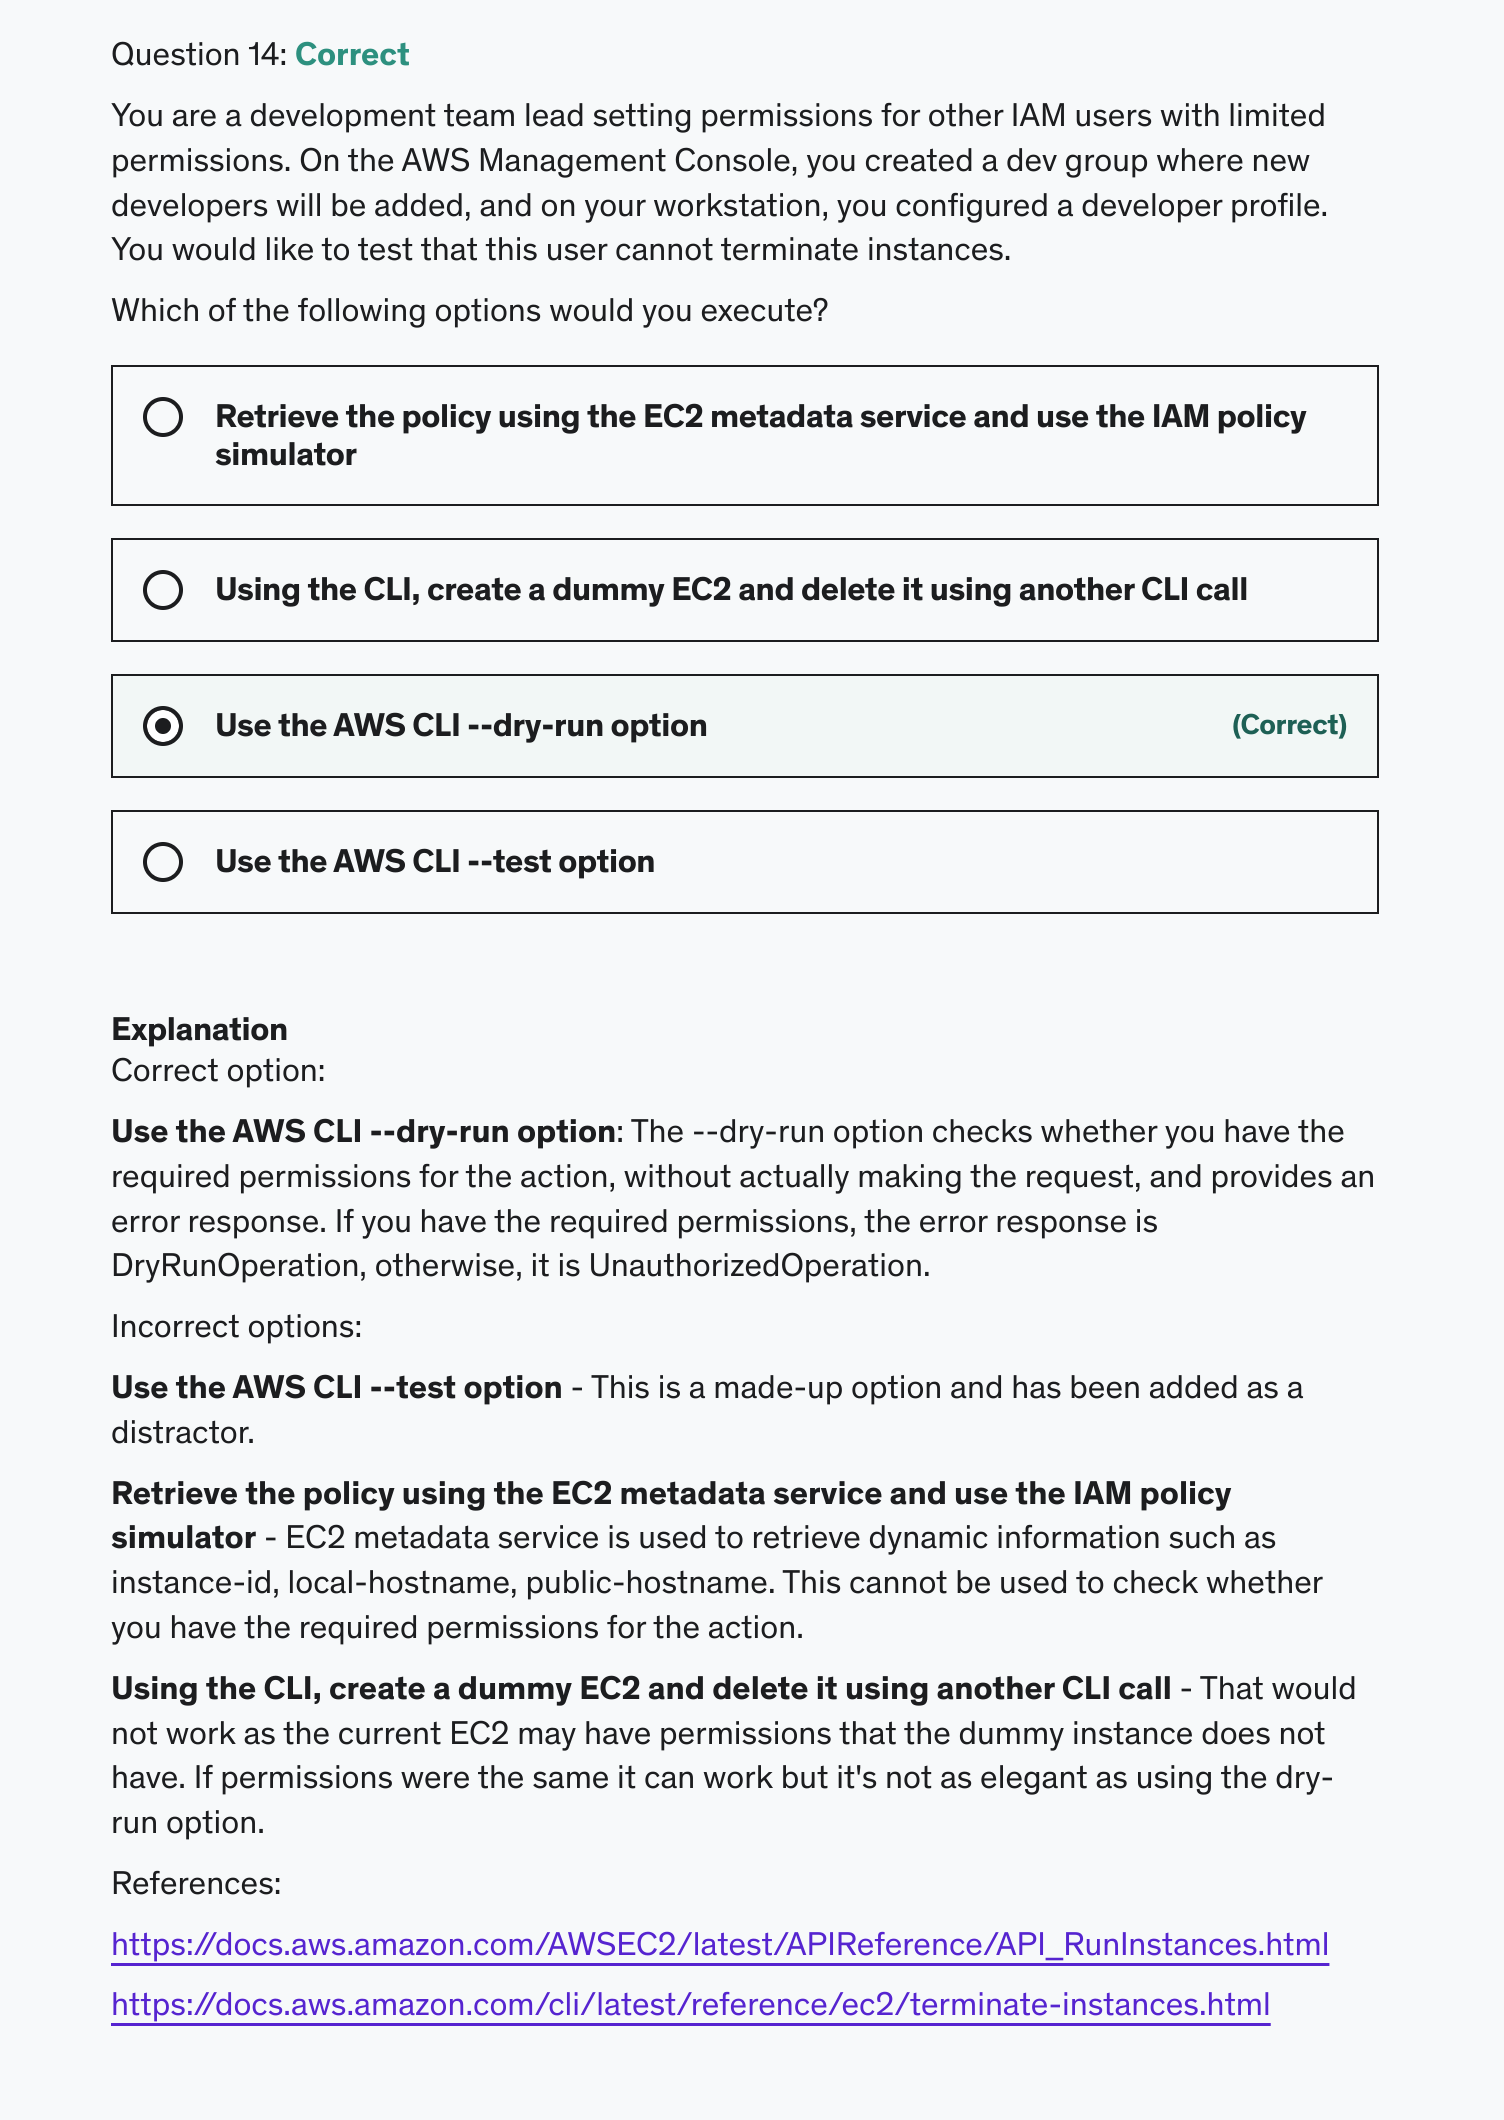 Question 14: Correct
You are a development team lead setting permissions for other IAM users with limited
permissions. On the AWS Management Console, you created a dev group where new
developers will be added, and on your workstation, you configured a developer profile.
You would like to test that this user cannot terminate instances.
Which of the following options would you execute?
Retrieve the policy using the EC2 metadata service and use the IAM policy
simulator
Using the CLI, create a dummy EC2 and delete it using another CLI call
Use the AWS CLI --dry-run option (Correct)
Use the AWS CLI --test option
Explanation
Correct option:
Use the AWS CLI --dry-run option: The --dry-run option checks whether you have the
required permissions for the action, without actually making the request, and provides an
error response. If you have the required permissions, the error response is
DryRunOperation, otherwise, it is UnauthorizedOperation.
Incorrect options:
Use the AWS CLI --test option - This is a made-up option and has been added as a
distractor.
Retrieve the policy using the EC2 metadata service and use the IAM policy
simulator - EC2 metadata service is used to retrieve dynamic information such as
instance-id, local-hostname, public-hostname. This cannot be used to check whether
you have the required permissions for the action.
Using the CLI, create a dummy EC2 and delete it using another CLI call - That would
not work as the current EC2 may have permissions that the dummy instance does not
have. If permissions were the same it can work but it's not as elegant as using the dry-
run option.
References:
https://docs.aws.amazon.com/AWSEC2/latest/APIReference/API_RunInstances.html
https://docs.aws.amazon.com/cli/latest/reference/ec2/terminate-instances.html